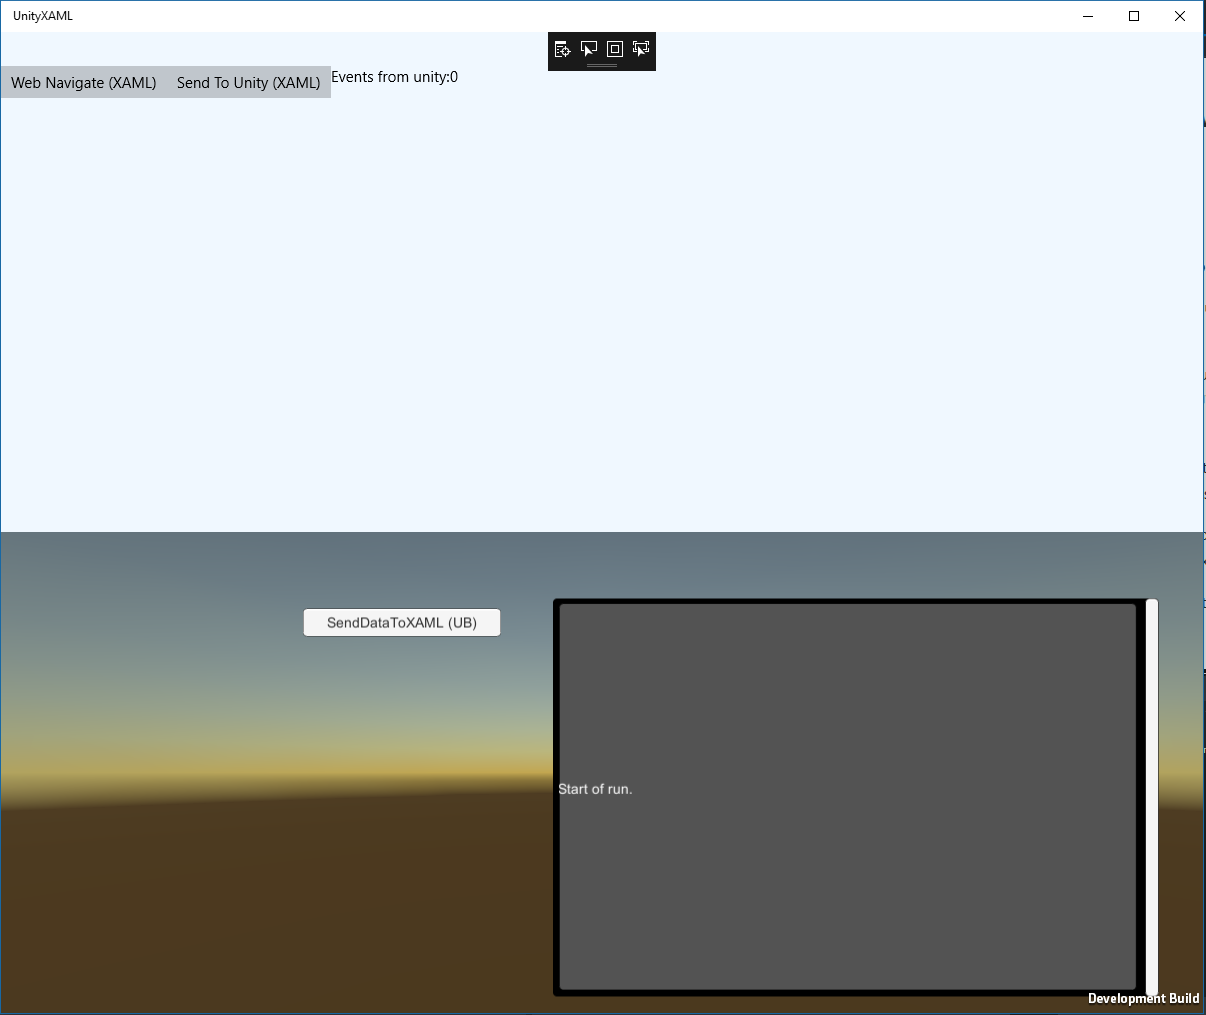 UnityXAML
Web Navigate (XAML) Send To Unity (XAML) Events from unity:0
SendDataToXAML (UB)
Start of run.
Development Build